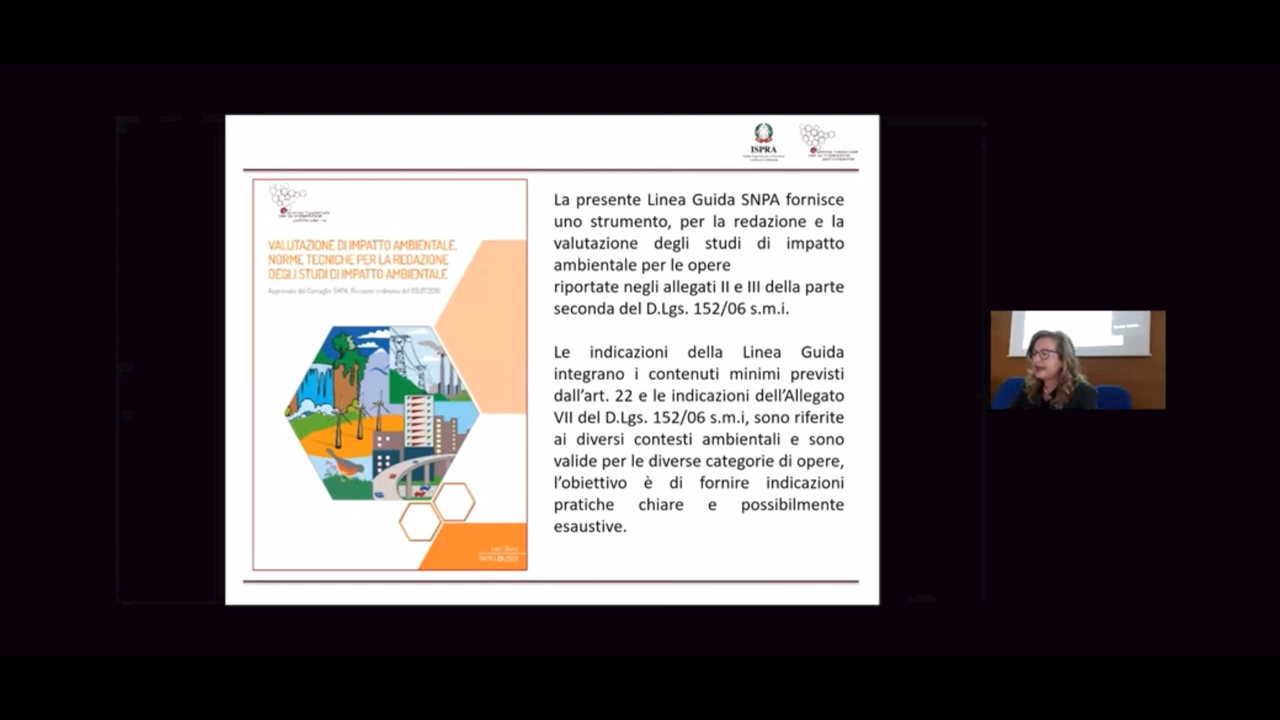 ISPRA
VALUTAZIONE DI IMPATTO AMBIENTALE.
NORME TECNICHE PER LA REDAZIONE
DEGLI STUDI DI IMPATTO AMBIENTALE
La presente Linea Guida SNPA fornisce
uno strumento, per la redazione e la
valutazione degli studi di impatto
ambientale per le opere
riportate negli allegati II e III della parte
seconda del D.Lgs. 152/06 s.m.i.
Le indicazioni della Linea Guida
integrano i contenuti minimi previsti
dall’art. 22 e le indicazioni dell’Allegato
VII del D.Lgs. 152/06 s.m.i, sono riferite
ai diversi contesti ambientali e sono
valide per le diverse categorie di opere,
l’obiettivo è di fornire indicazioni
pratiche chiare e possibilmente
esaustive.